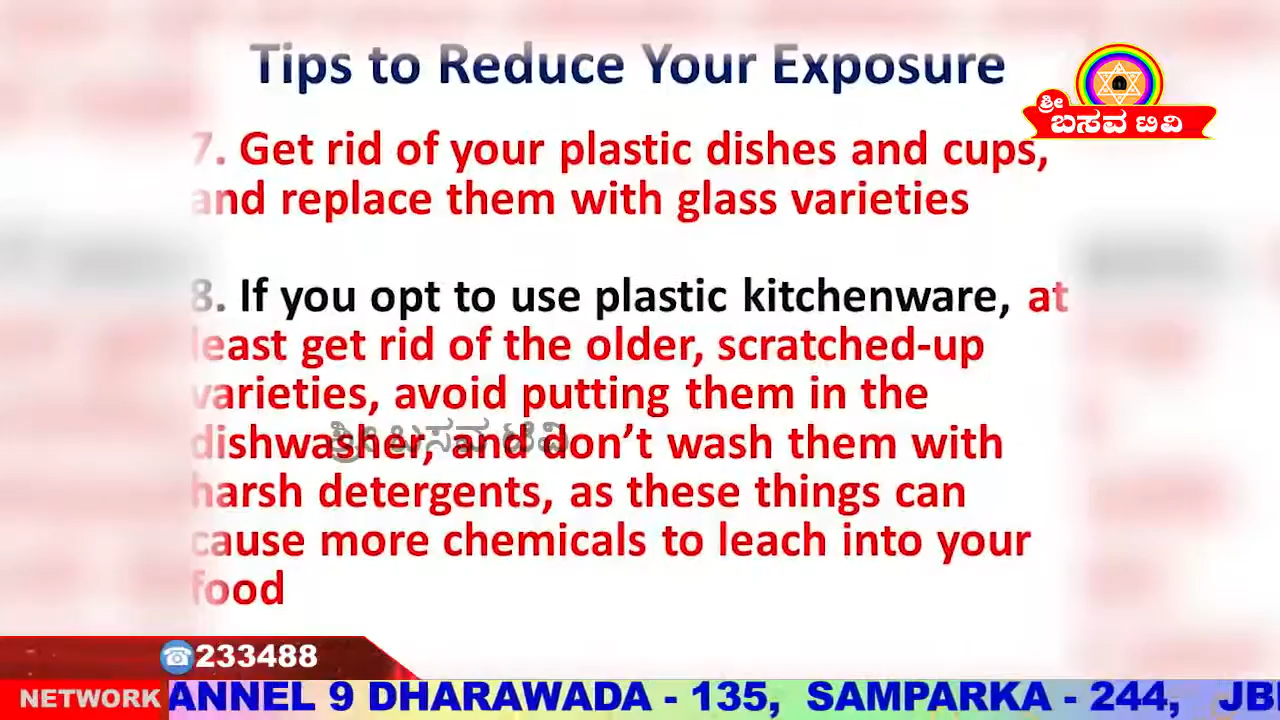 Tips to Reduce Your Exposure
ಶ್ರೀ
ಬಸವ ಟಿವಿ
7. Get rid of your plastic dishes and cups,
and replace them with glass varieties
8. If you opt to use plastic kitchenware, at
least get rid of the older, scratched-up
varieties, avoid putting them in the
dishwasher, and don’t wash them with
ಶ್ರೀ ಬಸವ ಟಿವಿ
harsh detergents, as these things can
cause more chemicals to leach into your
food
☎233488
NETWORK ANNEL 9 DHARAWADA - 135, SAMPARKA - 244,